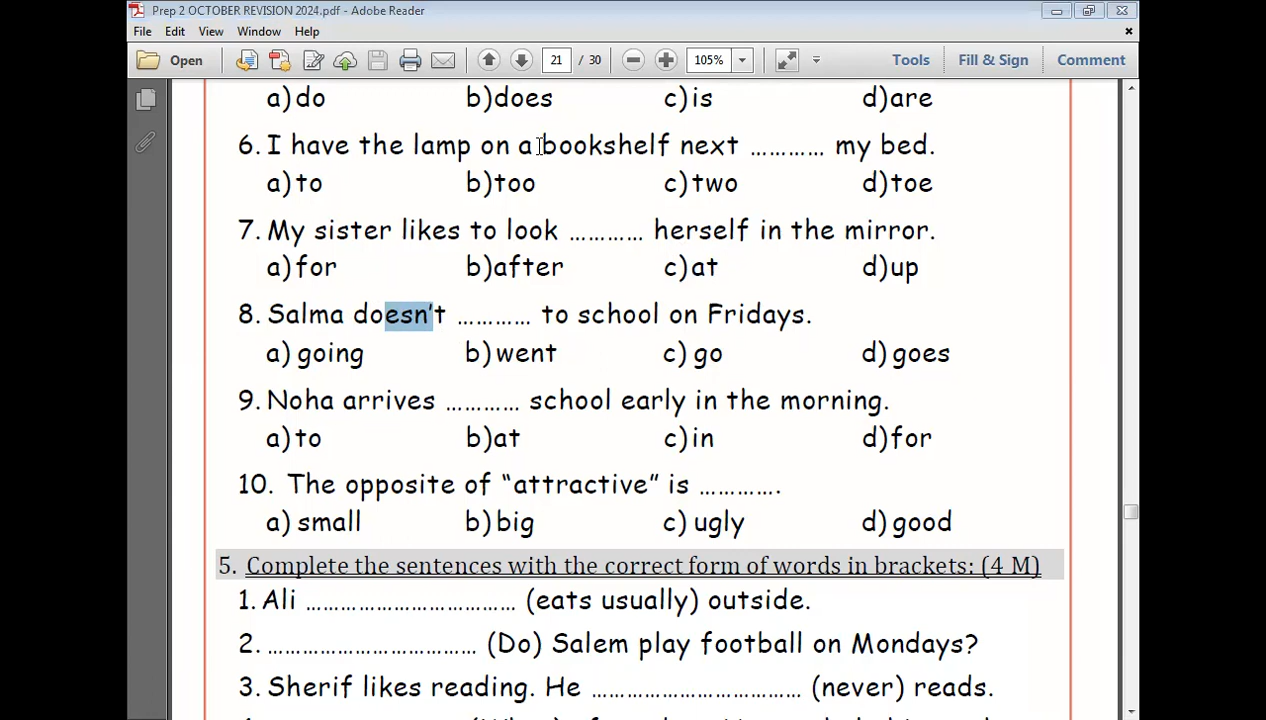 Prep 2 OCTOBER REVISION 2024.pdf - Adobe Reader
File Edit View Window Help
Open 21 / 30 105% Tools Fill & Sign Comment
a) do b) does c) is d) are
6. I have the lamp on a bookshelf next ………… my bed.
a) to b) too c) two d) toe
7. My sister likes to look ………… herself in the mirror.
a) for b) after c) at d) up
8. Salma doesn't ………… to school on Fridays.
a) going b) went c) go d) goes
9. Noha arrives ………… school early in the morning.
a) to b) at c) in d) for
10. The opposite of “attractive” is ………….
a) small b) big c) ugly d) good
5. Complete the sentences with the correct form of words in brackets: (4 M)
1. Ali ……………………………… (eats usually) outside.
2. ……………………………… (Do) Salem play football on Mondays?
3. Sherif likes reading. He ……………………………… (never) reads.